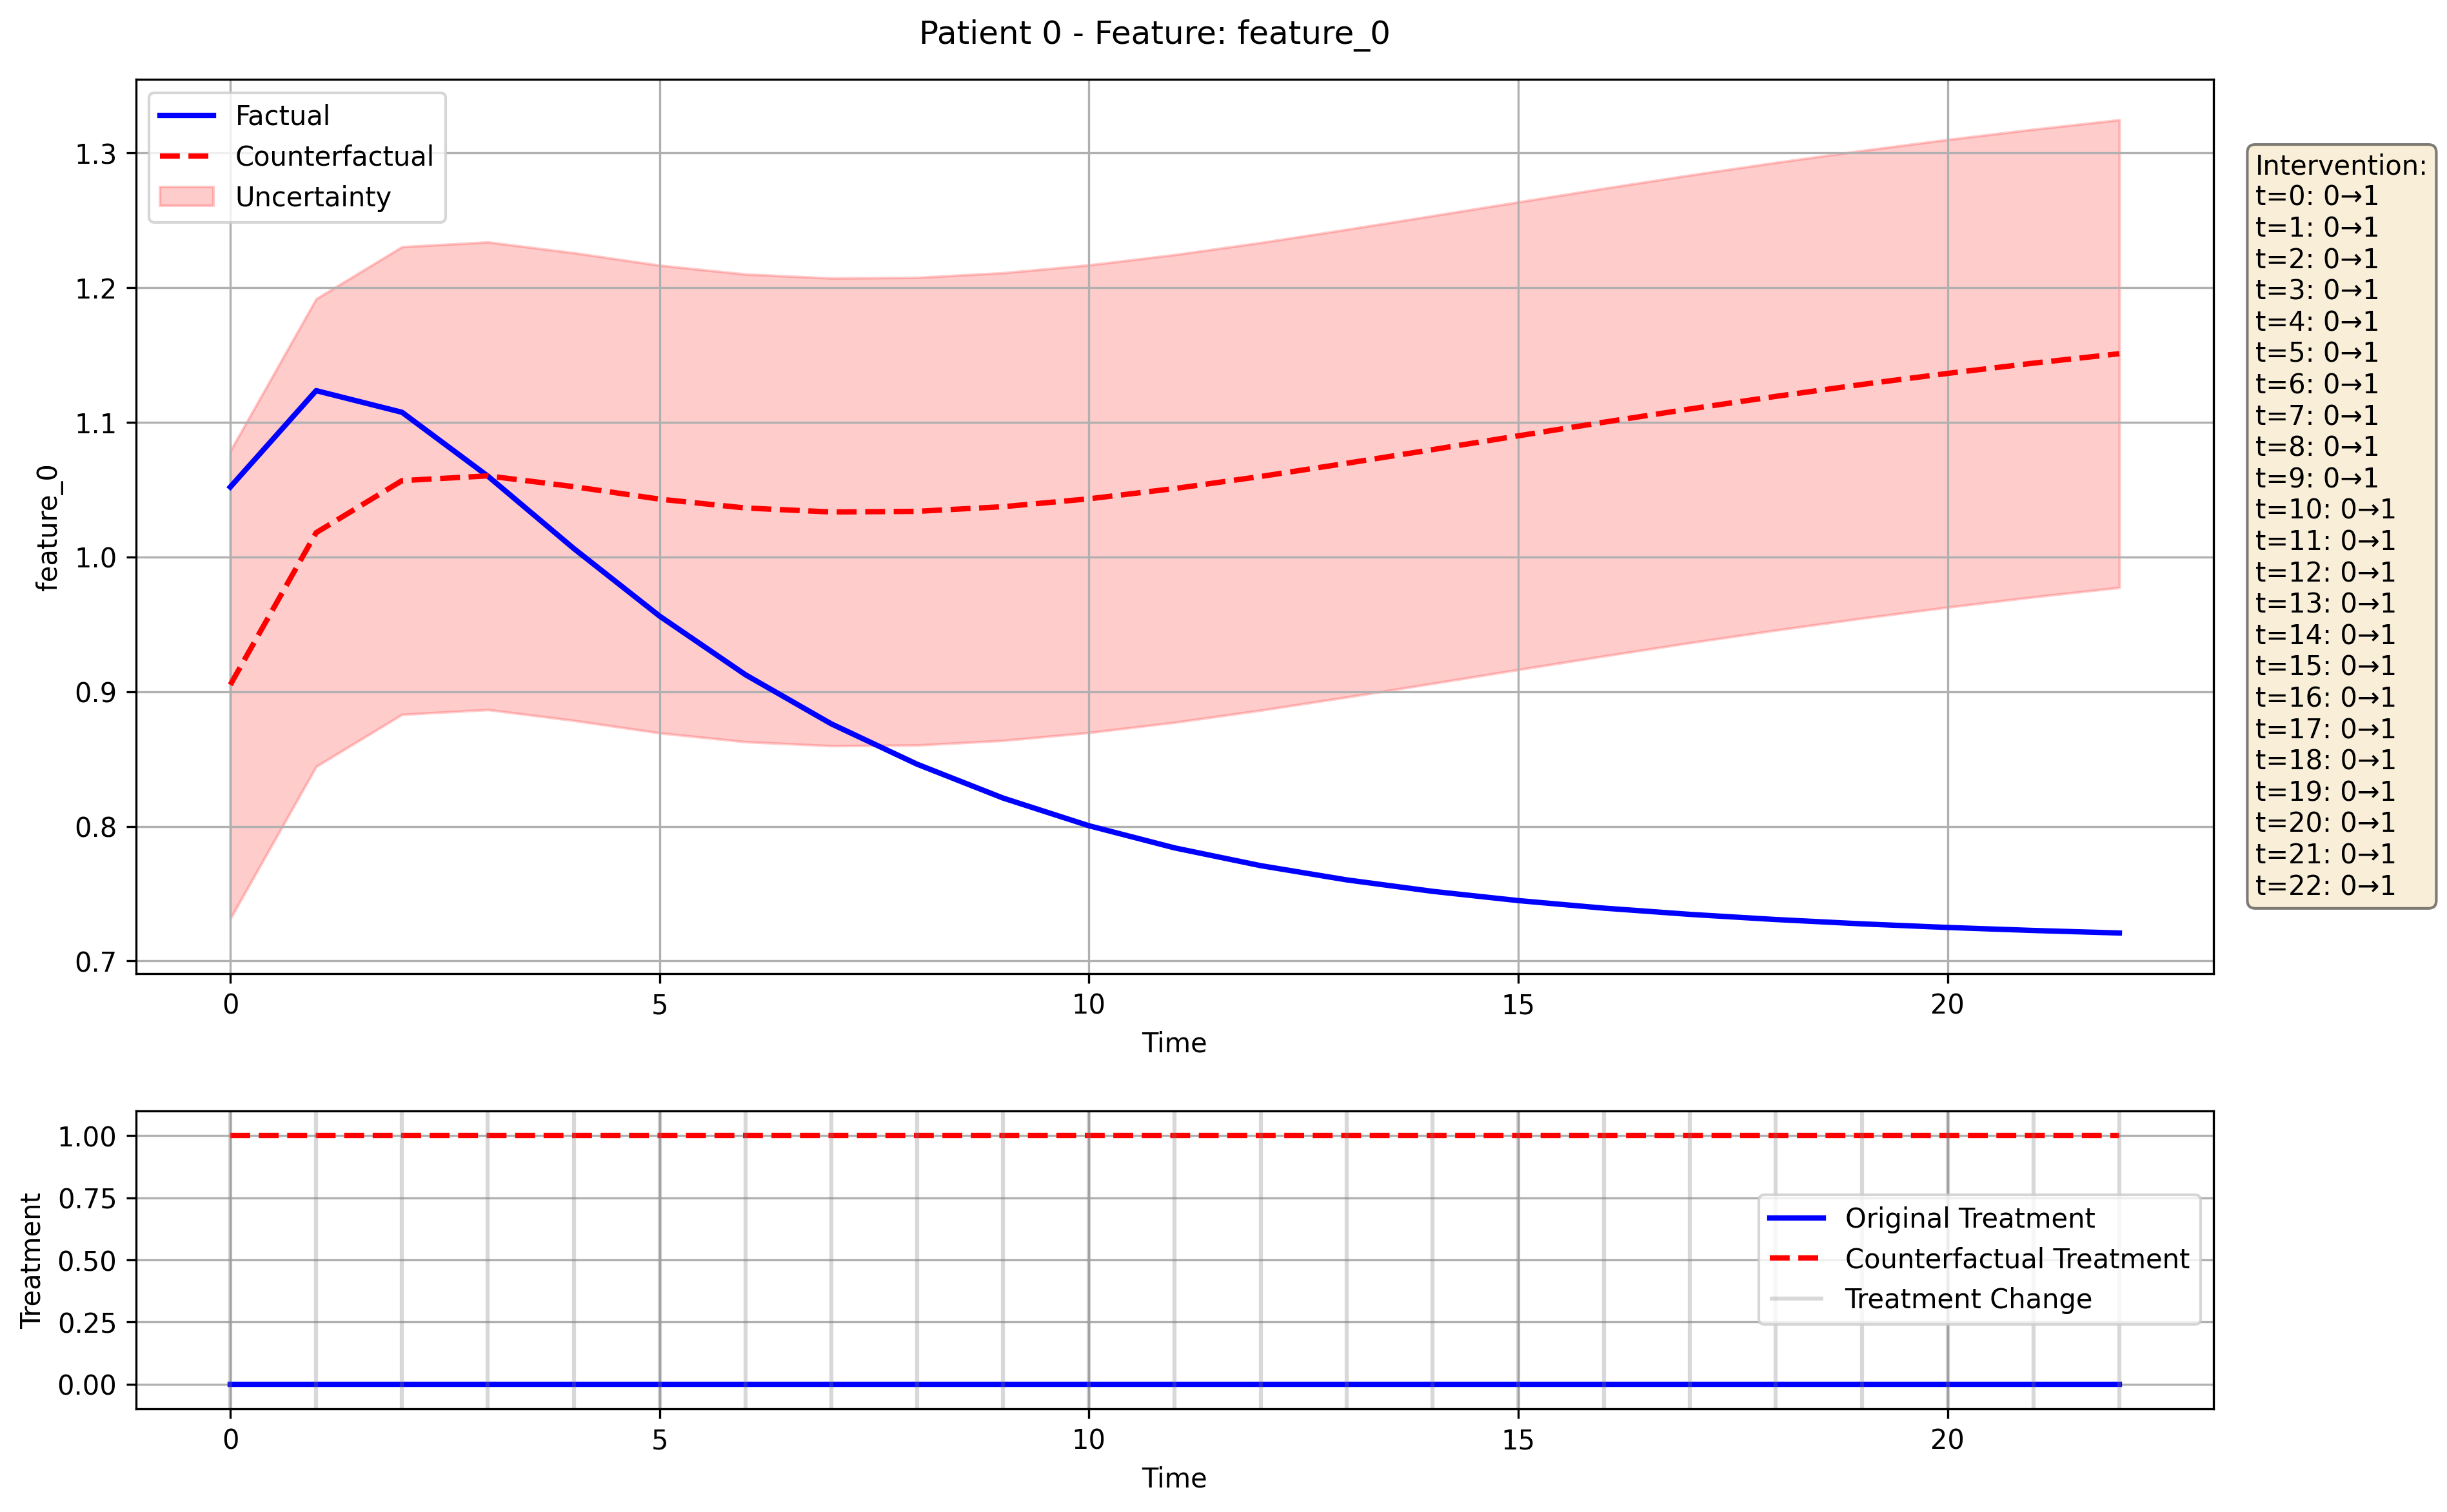 Patient 0 - Feature: feature_0
Factual
Counterfactual
Uncertainty
1.3
1.2
1.1
1.0
0.9
0.8
0.7
feature_0
0 5 10 15 20
Time
Intervention:
t=0: 0→1
t=1: 0→1
t=2: 0→1
t=3: 0→1
t=4: 0→1
t=5: 0→1
t=6: 0→1
t=7: 0→1
t=8: 0→1
t=9: 0→1
t=10: 0→1
t=11: 0→1
t=12: 0→1
t=13: 0→1
t=14: 0→1
t=15: 0→1
t=16: 0→1
t=17: 0→1
t=18: 0→1
t=19: 0→1
t=20: 0→1
t=21: 0→1
t=22: 0→1
1.00
0.75
0.50
0.25
0.00
Treatment
Original Treatment
Counterfactual Treatment
Treatment Change
0 5 10 15 20
Time